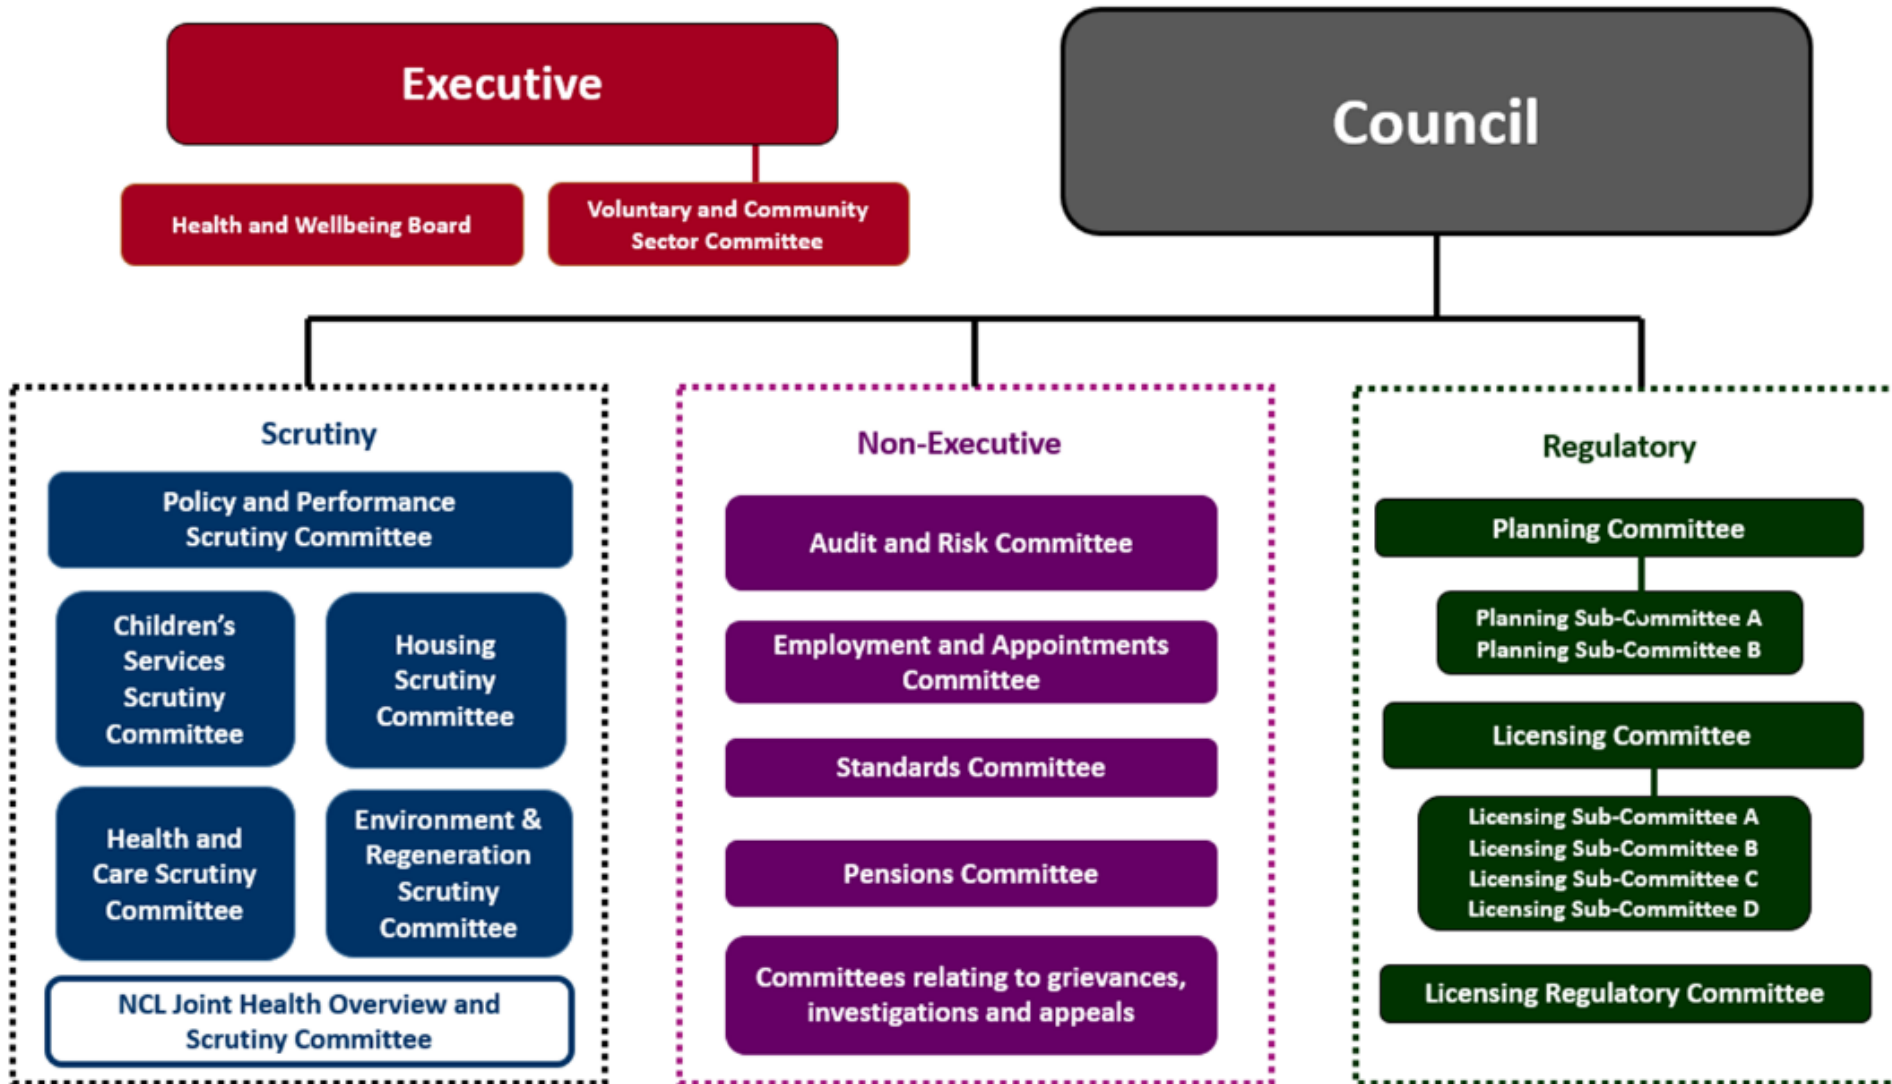 Executive
Council
Health and Wellbeing Board
Voluntary and Community
Sector Committee
Scrutiny
Policy and Performance
Scrutiny Committee
Children's
Services
Scrutiny
Committee
Housing
Scrutiny
Committee
Health and
Care Scrutiny
Committee
Environment &
Regeneration
Scrutiny
Committee
NCL Joint Health Overview and
Scrutiny Committee
Non-Executive
Audit and Risk Committee
Employment and Appointments
Committee
Standards Committee
Pensions Committee
Committees relating to grievances,
investigations and appeals
Regulatory
Planning Committee
Planning Sub-Committee A
Planning Sub-Committee B
Licensing Committee
Licensing Sub-Committee A
Licensing Sub-Committee B
Licensing Sub-Committee C
Licensing Sub-Committee D
Licensing Regulatory Committee